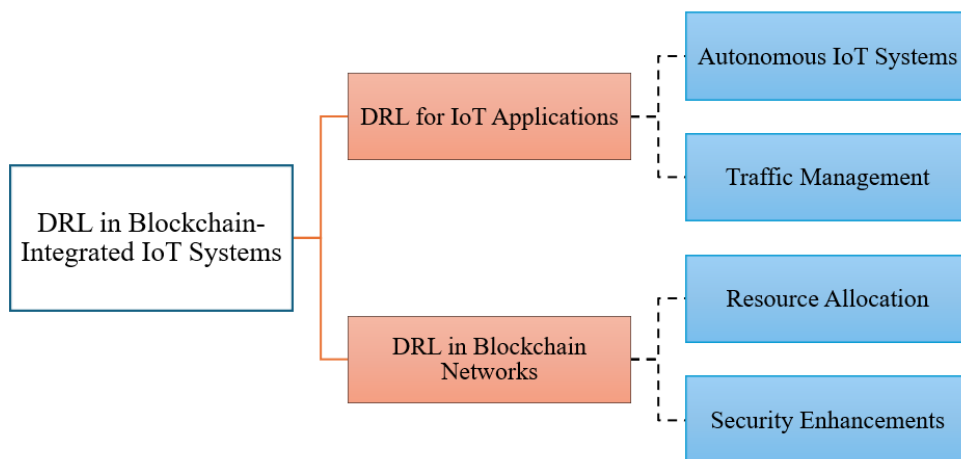 DRL in Blockchain-
Integrated IoT Systems
DRL for IoT Applications
Autonomous IoT Systems
Traffic Management
DRL in Blockchain
Networks
Resource Allocation
Security Enhancements